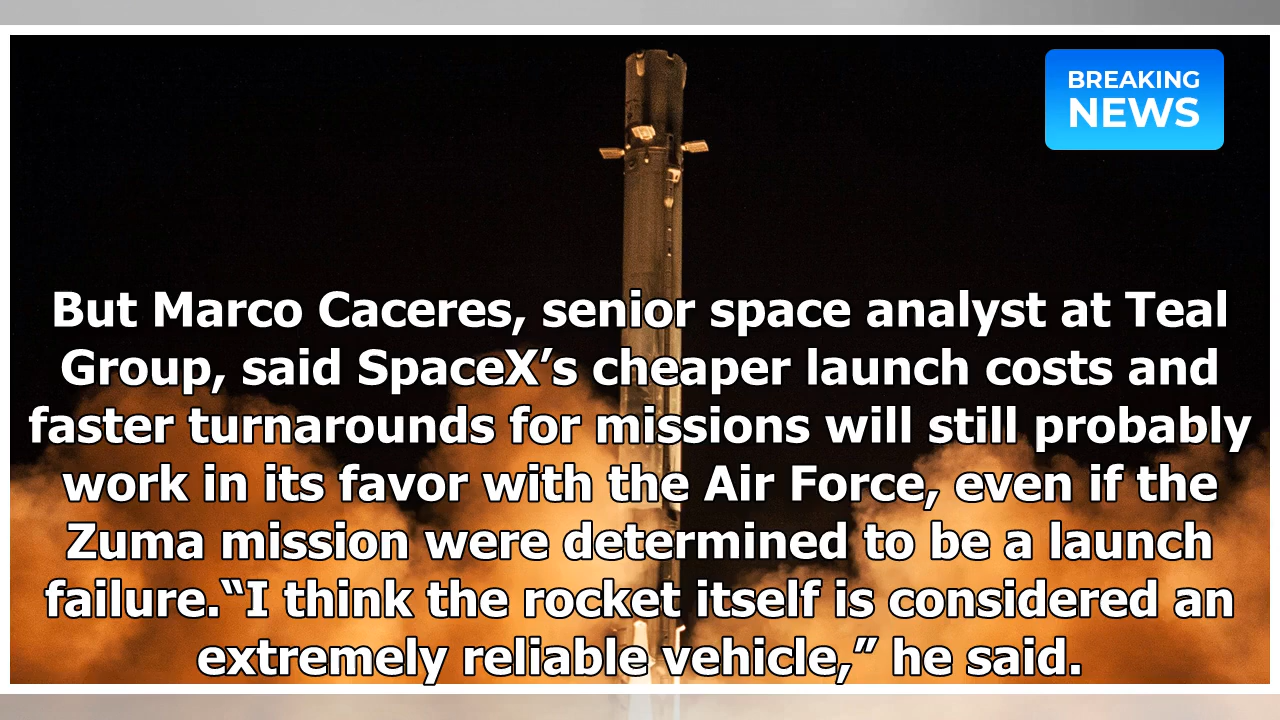 BREAKING
NEWS
But Marco Caceres, senior space analyst at Teal
Group, said SpaceX’s cheaper launch costs and
faster turnarounds for missions will still probably
work in its favor with the Air Force, even if the
Zuma mission were determined to be a launch
failure.“I think the rocket itself is considered an
extremely reliable vehicle,” he said.